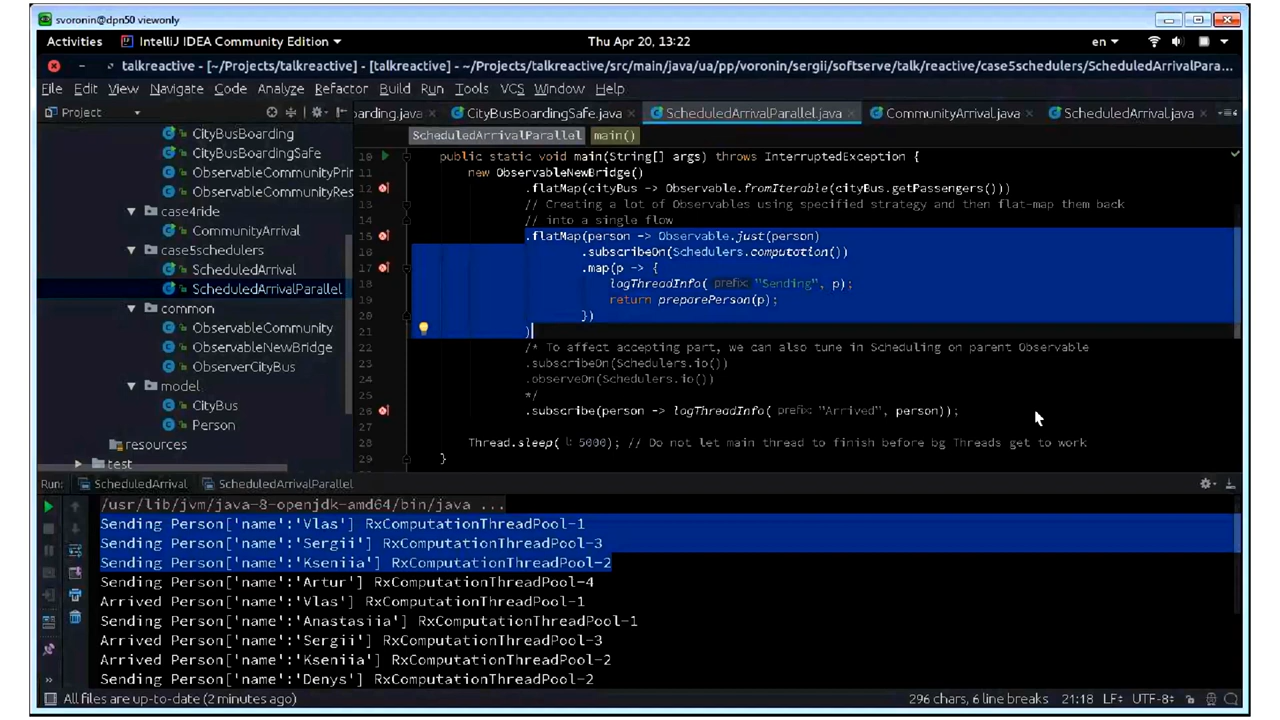 svoronin@dpn50 viewonly
Activities IntelliJ IDEA Community Edition Thu Apr 20, 13:22 en
talkreactive - [~/Projects/talkreactive] - [talkreactive] - ~/Projects/talkreactive/src/main/java/ua/pp/voronin/sergii/softserve/talk/reactive/case5schedulers/ScheduledArrivalPara...
File Edit View Navigate Code Analyze Refactor Build Run Tools VCS Window Help
Project arding.java CityBusBoardingSafe.java ScheduledArrivalParallel.java CommunityArrival.java ScheduledArrival.java
ScheduledArrivalParallel main()
CityBusBoarding
CityBusBoardingSafe
ObservableCommunityPrin
ObservableCommunityRes
case4ride
CommunityArrival
case5schedulers
ScheduledArrival
ScheduledArrivalParallel
common
ObservableCommunity
ObservableNewBridge
ObserverCityBus
model
CityBus
Person
resources
test
10 public static void main(String[] args) throws InterruptedException {
11 new ObservableNewBridge()
12 .flatMap(cityBus -> Observable.fromIterable(cityBus.getPassengers()))
13 // Creating a lot of Observables using specified strategy and then flat-map them back
14 // into a single flow
15 .flatMap(person -> Observable.just(person)
16 .subscribeOn(Schedulers.computation())
17 .map(p -> {
18 logThreadInfo( prefix: "Sending", p);
19 return preparePerson(p);
20 })
21 )
22 /* To affect accepting part, we can also tune in Scheduling on parent Observable
23 .subscribeOn(Schedulers.io())
24 .observeOn(Schedulers.io())
25 */
26 .subscribe(person -> logThreadInfo( prefix: "Arrived", person));
27
28 Thread.sleep( l: 5000); // Do not let main thread to finish before bg Threads get to work
29 }
Run: ScheduledArrival ScheduledArrivalParallel
/usr/lib/jvm/java-8-openjdk-amd64/bin/java ...
Sending Person['name':'Vlas'] RxComputationThreadPool-1
Sending Person['name':'Sergii'] RxComputationThreadPool-3
Sending Person['name':'Kseniia'] RxComputationThreadPool-2
Sending Person['name':'Artur'] RxComputationThreadPool-4
Arrived Person['name':'Vlas'] RxComputationThreadPool-1
Sending Person['name':'Anastasiia'] RxComputationThreadPool-1
Arrived Person['name':'Sergii'] RxComputationThreadPool-3
Arrived Person['name':'Kseniia'] RxComputationThreadPool-2
Sending Person['name':'Denys'] RxComputationThreadPool-2
All files are up-to-date (2 minutes ago) 296 chars, 6 line breaks 21:18 LF UTF-8